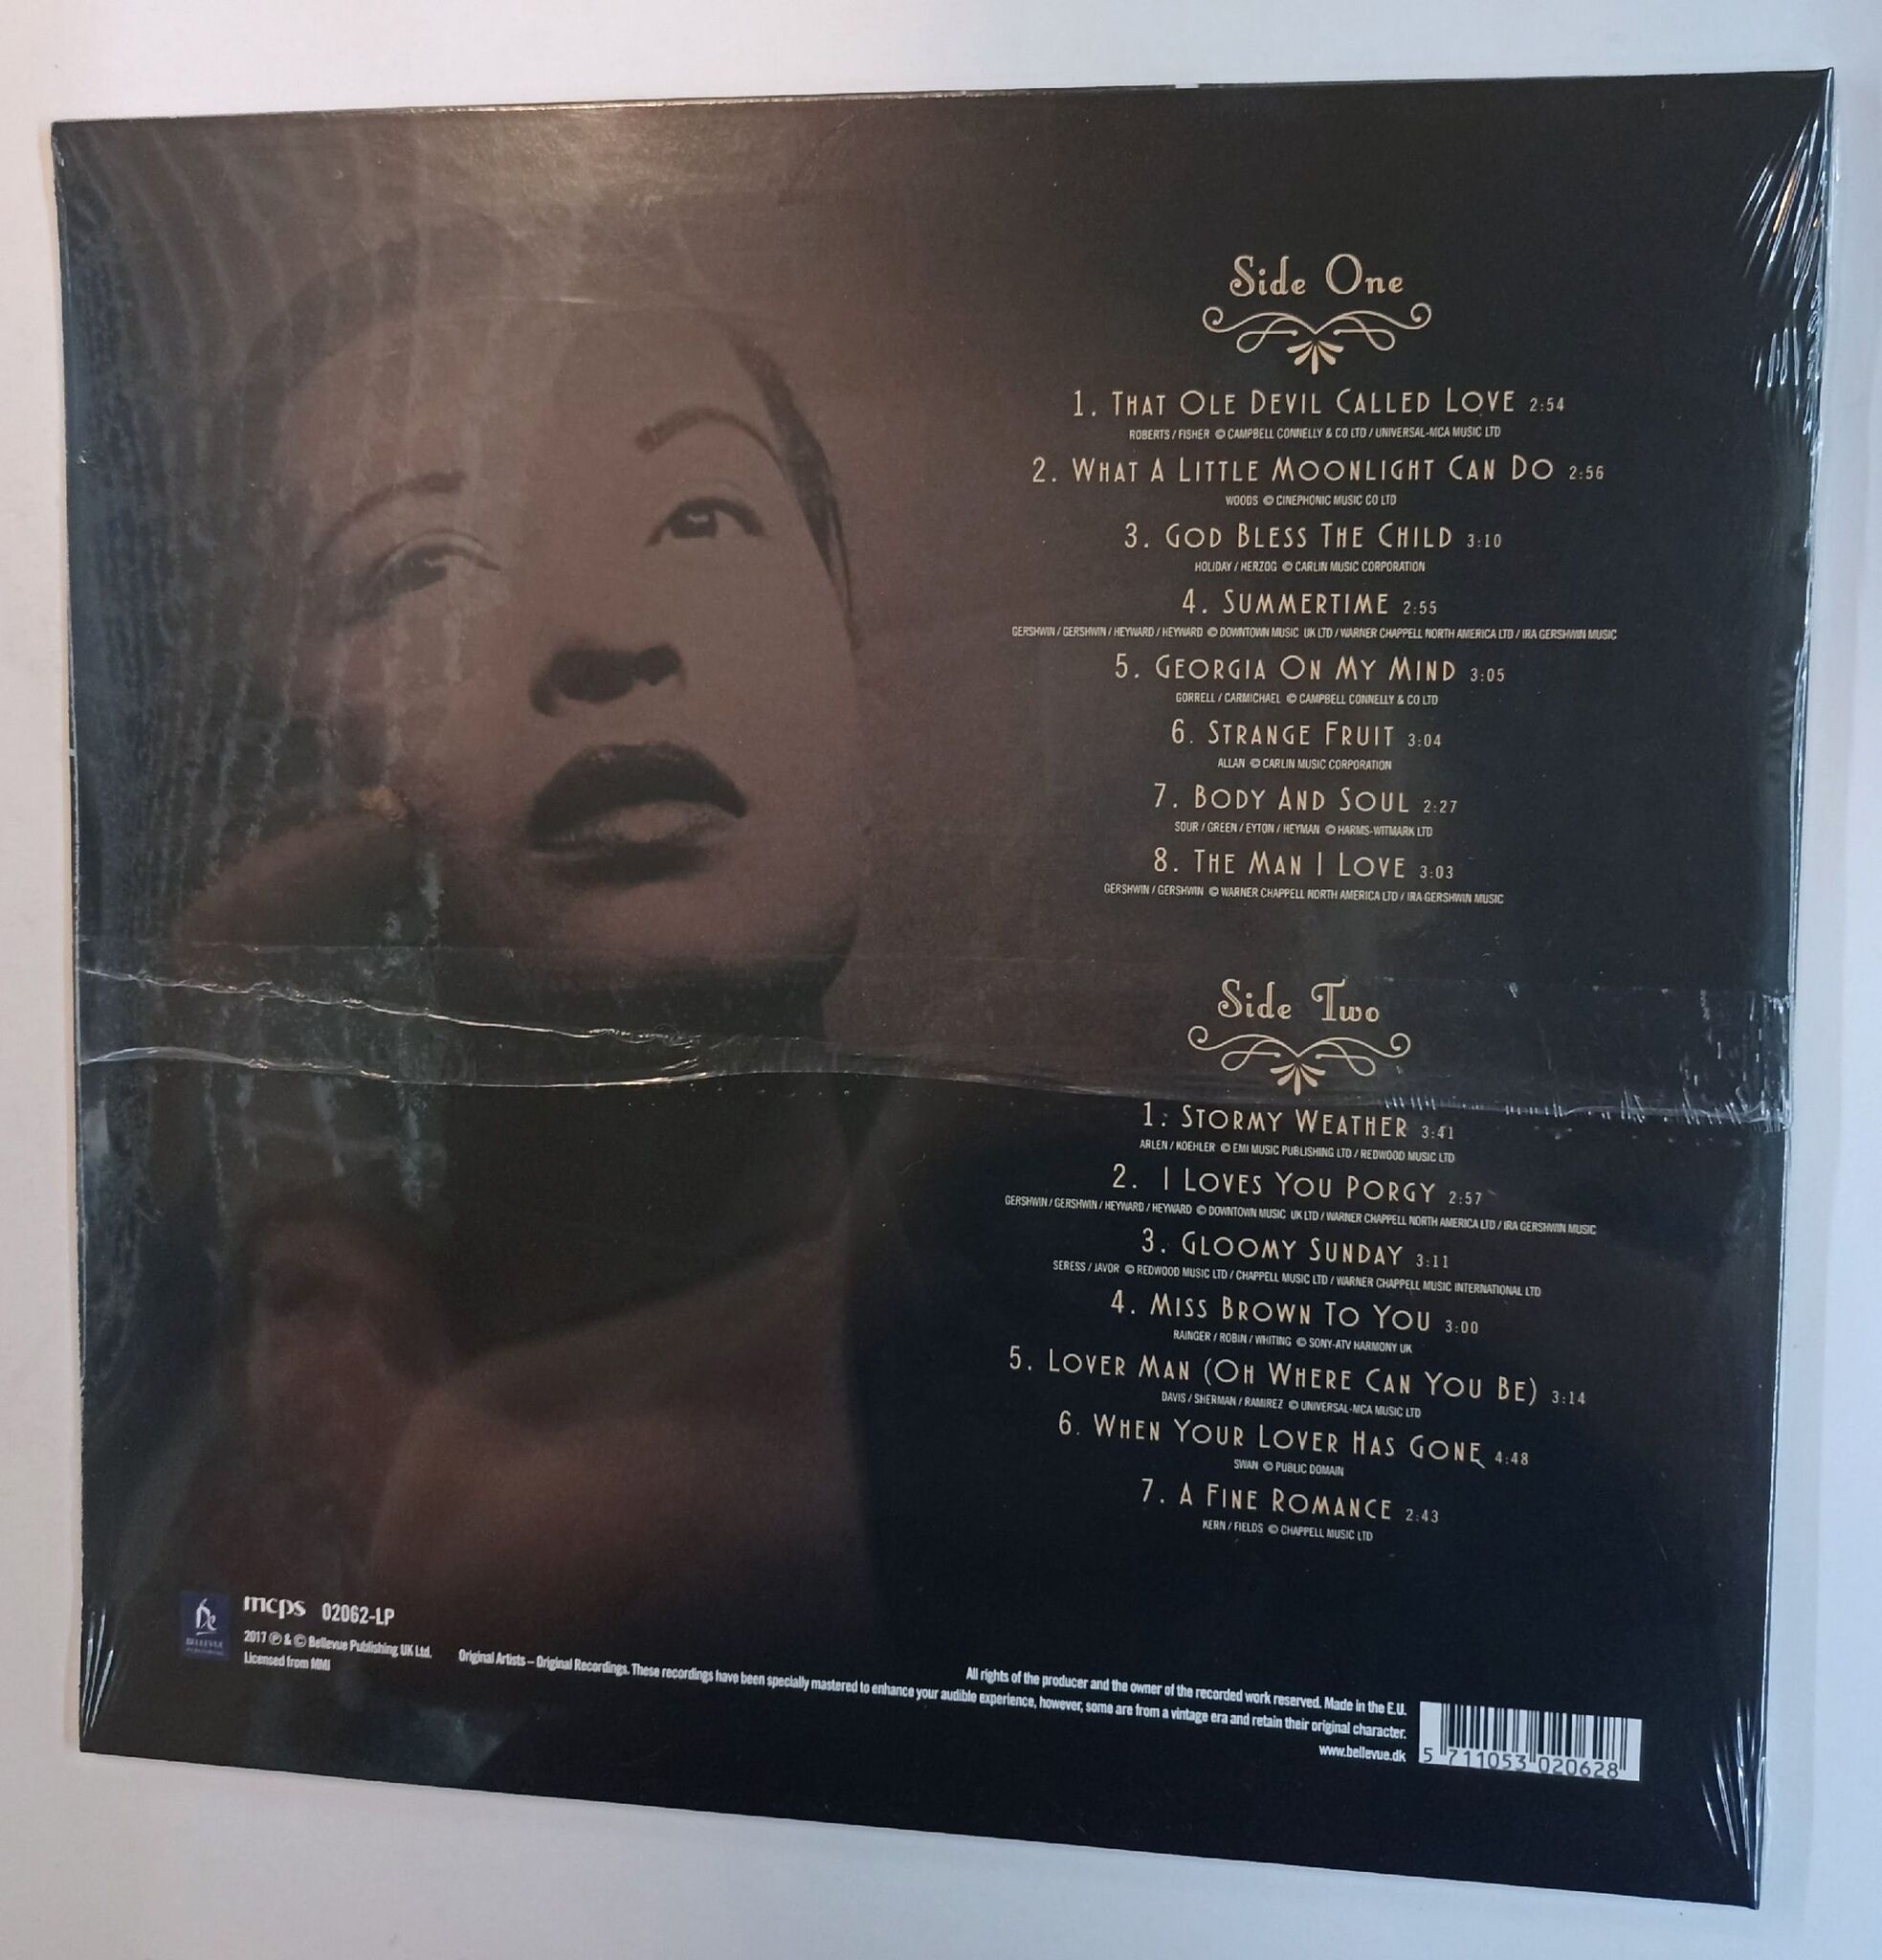 Side One
1. That Ole Devil Called Love 2:54
ROBERTS / FISHER © CAMPBELL CONNELLY & CO LTD / UNIVERSAL-MCA MUSIC LTD
2. What A Little Moonlight Can Do 2:56
WOODS © CINEPHONIC MUSIC CO LTD
3. God Bless The Child 3:10
HOLIDAY / HERZOG © CARLIN MUSIC CORPORATION
4. Summertime 2:55
GERSHWIN / GERSHWIN / HEYWARD / HEYWARD © DOWNTOWN MUSIC UK LTD / WARNER CHAPPELL NORTH AMERICA LTD / IRA GERSHWIN MUSIC
5. Georgia On My Mind 3:05
GORRELL / CARMICHAEL © CAMPBELL CONNELLY & CO LTD
6. Strange Fruit 3:04
ALLAN © CARLIN MUSIC CORPORATION
7. Body And Soul 2:27
SOUR / GREEN / EYTON / HEYMAN © HARMS-WITMARK LTD
8. The Man I Love 3:03
GERSHWIN / GERSHWIN © WARNER CHAPPELL NORTH AMERICA LTD / IRA GERSHWIN MUSIC
Side Two
1. Stormy Weather 3:41
ARLEN / KOEHLER © EMI MUSIC PUBLISHING LTD / REDWOOD MUSIC LTD
2. I Loves You Porgy 2:57
GERSHWIN / GERSHWIN / HEYWARD / HEYWARD © DOWNTOWN MUSIC UK LTD / WARNER CHAPPELL NORTH AMERICA LTD / IRA GERSHWIN MUSIC
3. Gloomy Sunday 3:11
SERESS / JAVOR © REDWOOD MUSIC LTD / CHAPPELL MUSIC LTD / WARNER CHAPPELL MUSIC INTERNATIONAL LTD
4. Miss Brown To You 3:00
RAINGER / ROBIN / WHITING © SONY-ATV HARMONY UK
5. Lover Man (Oh Where Can You Be) 3:14
DAVIS / SHERMAN / RAMIREZ © UNIVERSAL-MCA MUSIC LTD
6. When Your Lover Has Gone 4:48
SWAN © PUBLIC DOMAIN
7. A Fine Romance 2:43
KERN / FIELDS © CHAPPELL MUSIC LTD
BELLEVUE
mcps 02062-LP
2017 ℗ & © Bellevue Publishing UK Ltd.
Licensed from MMI
All rights of the producer and the owner of the recorded work reserved. Made in the E.U.
Original Artists – Original Recordings. These recordings have been specially mastered to enhance your audible experience, however, some are from a vintage era and retain their original character.
www.bellevue.dk
5 711053 020628